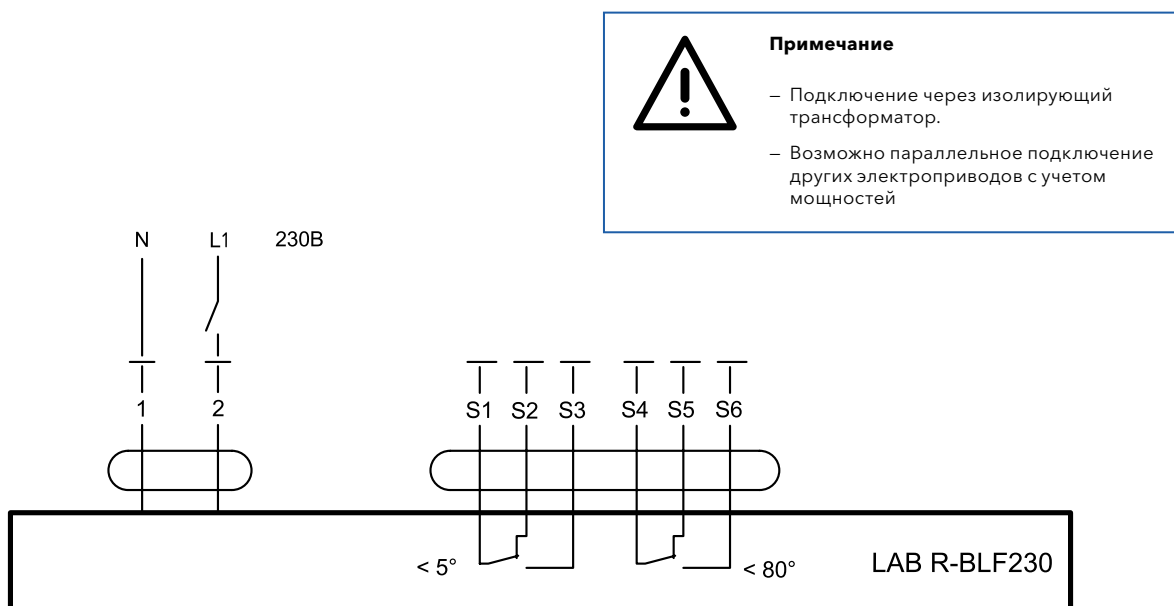 Примечание
– Подключение через изолирующий
трансформатор.
– Возможно параллельное подключение
других электроприводов с учетом
мощностей
N L1 230В
1 2 S1 S2 S3 S4 S5 S6
< 5° < 80° LAB R-BLF230